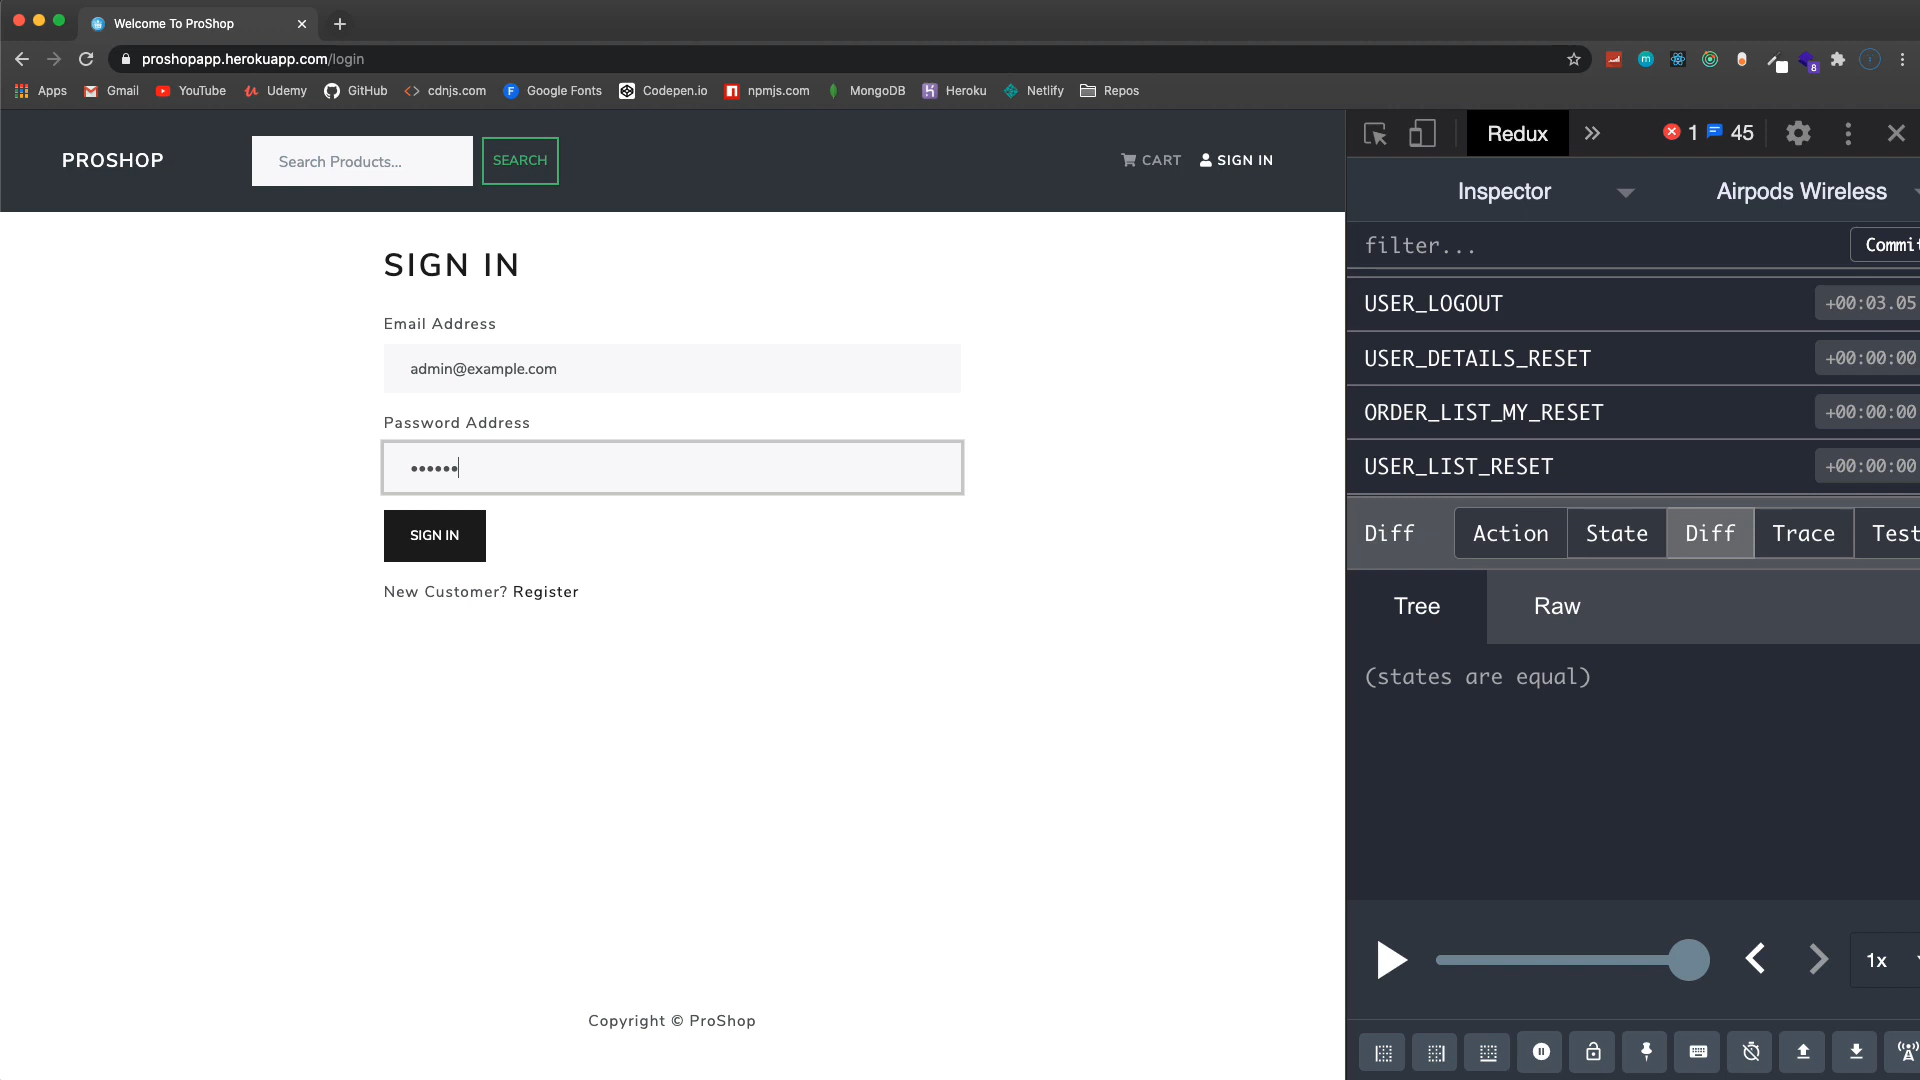 Welcome To ProShop
proshopapp.herokuapp.com/login
Apps Gmail YouTube Udemy GitHub cdnjs.com Google Fonts Codepen.io npmjs.com MongoDB Heroku Netlify Repos
PROSHOP
Search Products...
SEARCH
CART SIGN IN
SIGN IN
Email Address
admin@example.com
Password Address
••••••
SIGN IN
New Customer? Register
Copyright © ProShop
Redux 1 45
Inspector Airpods Wireless
filter... Commit
USER_LOGOUT +00:03.05
USER_DETAILS_RESET +00:00:00
ORDER_LIST_MY_RESET +00:00:00
USER_LIST_RESET +00:00:00
Diff Action State Diff Trace Test
Tree Raw
(states are equal)
1x
8